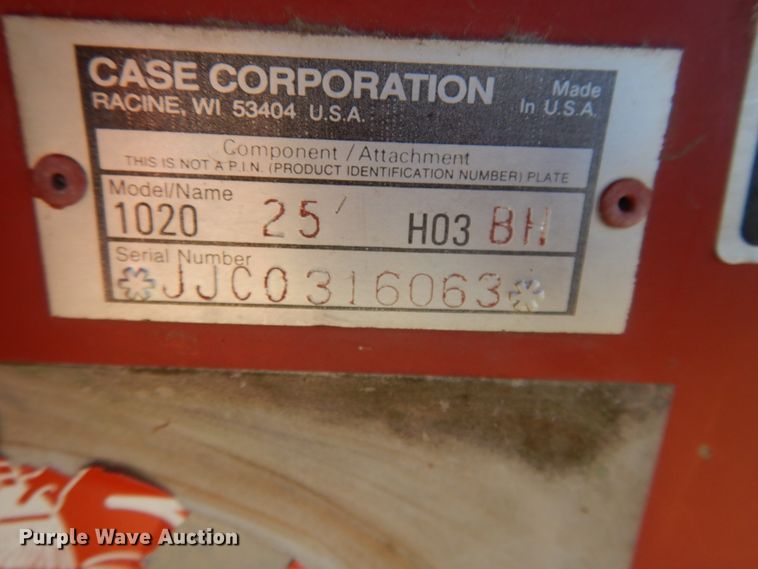 CASE CORPORATION
RACINE, WI 53404 U.S.A.
Made
In U.S.A.
Component / Attachment
THIS IS NOT A P.I.N. (PRODUCT IDENTIFICATION NUMBER) PLATE
Model/Name
1020 25' H03 BH
Serial Number
*JJC0316063*
Purple Wave Auction